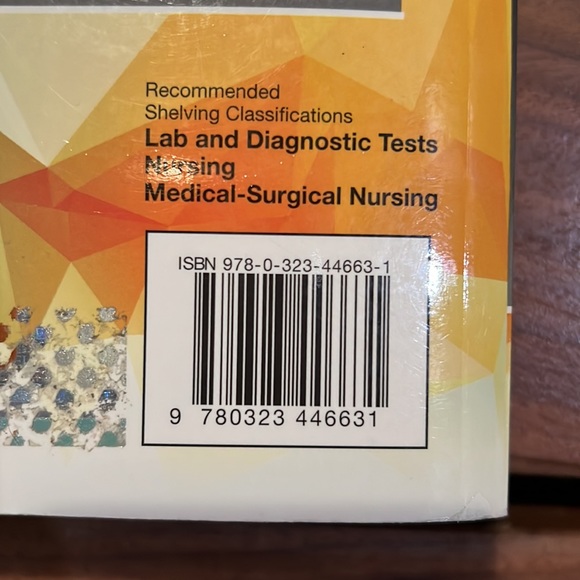 Recommended
Shelving Classifications
Lab and Diagnostic Tests
Nursing
Medical-Surgical Nursing
ISBN 978-0-323-44663-1
9 780323 446631